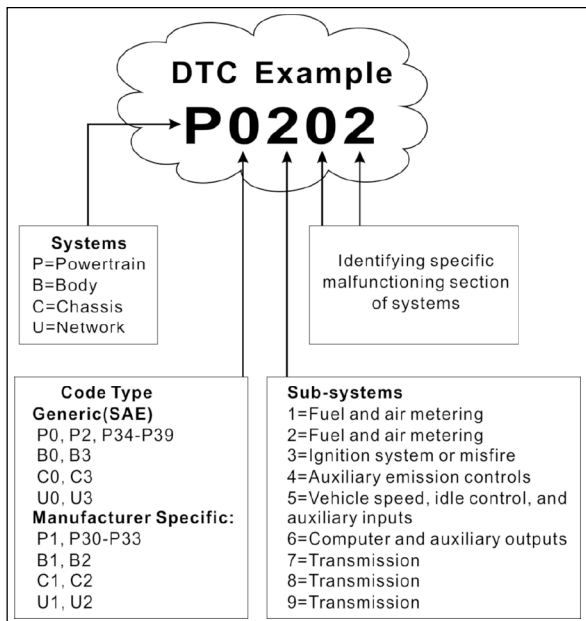 DTC Example
P0202
Systems
P=Powertrain
B=Body
C=Chassis
U=Network
Identifying specific
malfunctioning section
of systems
Code Type
Generic(SAE)
P0, P2, P34-P39
B0, B3
C0, C3
U0, U3
Manufacturer Specific:
P1, P30-P33
B1, B2
C1, C2
U1, U2
Sub-systems
1=Fuel and air metering
2=Fuel and air metering
3=Ignition system or misfire
4=Auxiliary emission controls
5=Vehicle speed, idle control, and
auxiliary inputs
6=Computer and auxiliary outputs
7=Transmission
8=Transmission
9=Transmission